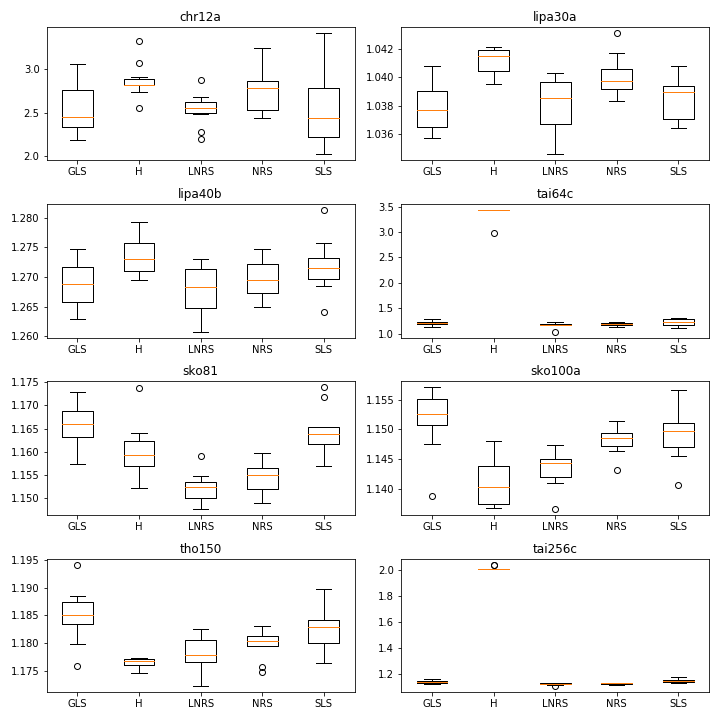 chr12a
3.0
2.5
2.0
GLS H LNRS NRS SLS
lipa30a
1.042
1.040
1.038
1.036
GLS H LNRS NRS SLS
lipa40b
1.280
1.275
1.270
1.265
1.260
GLS H LNRS NRS SLS
tai64c
3.5
3.0
2.5
2.0
1.5
1.0
GLS H LNRS NRS SLS
sko81
1.175
1.170
1.165
1.160
1.155
1.150
GLS H LNRS NRS SLS
sko100a
1.155
1.150
1.145
1.140
GLS H LNRS NRS SLS
tho150
1.195
1.190
1.185
1.180
1.175
GLS H LNRS NRS SLS
tai256c
2.0
1.8
1.6
1.4
1.2
GLS H LNRS NRS SLS